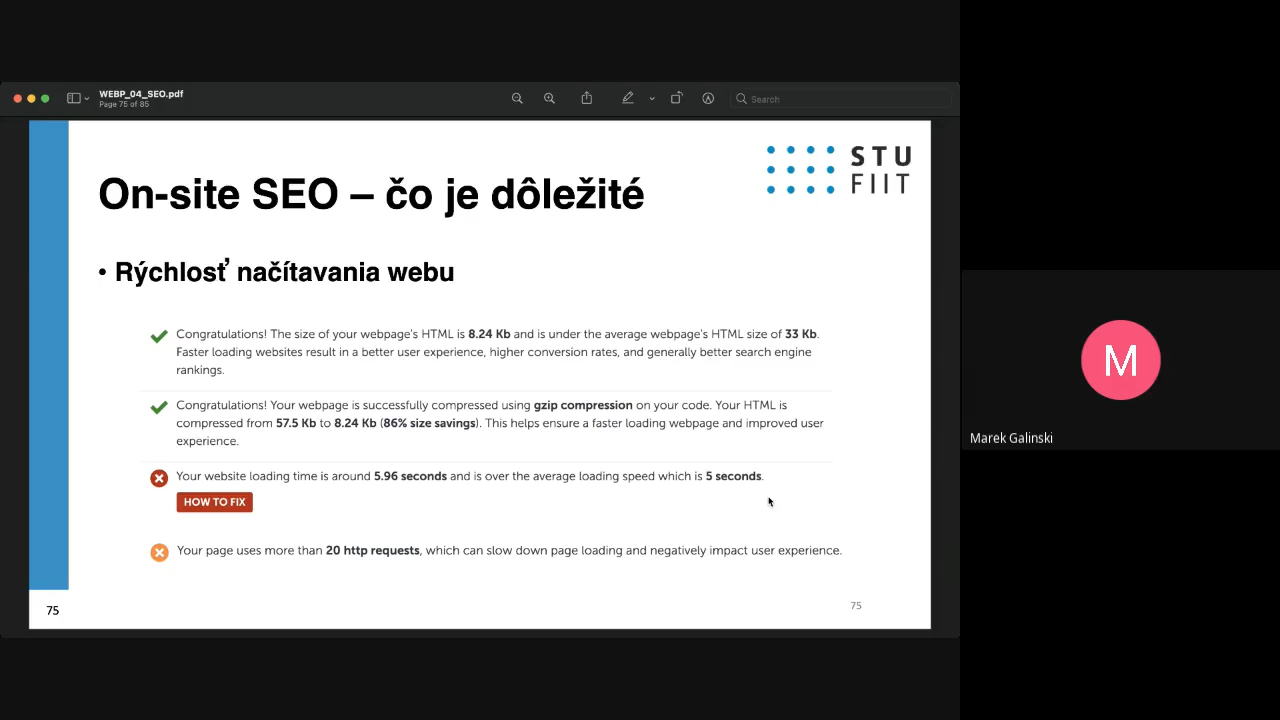 WEBP_04_SEO.pdf
Page 75 of 85
Search
STU
FIIT
On-site SEO – čo je dôležité
• Rýchlosť načítavania webu
Congratulations! The size of your webpage's HTML is 8.24 Kb and is under the average webpage's HTML size of 33 Kb.
Faster loading websites result in a better user experience, higher conversion rates, and generally better search engine
rankings.
Congratulations! Your webpage is successfully compressed using gzip compression on your code. Your HTML is
compressed from 57.5 Kb to 8.24 Kb (86% size savings). This helps ensure a faster loading webpage and improved user
experience.
Your website loading time is around 5.96 seconds and is over the average loading speed which is 5 seconds.
HOW TO FIX
Your page uses more than 20 http requests, which can slow down page loading and negatively impact user experience.
75
75
M
Marek Galinski